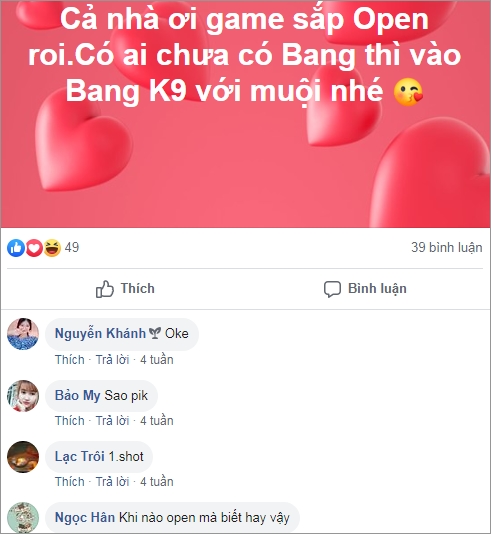 Cả nhà ơi game sắp Open
roi.Có ai chưa có Bang thì vào
Bang K9 với muội nhé 😘
49
39 bình luận
Thích
Bình luận
Nguyễn Khánh🌱 Oke
Thích · Trả lời · 4 tuần
Bảo My Sao pik
Thích · Trả lời · 4 tuần
Lạc Trôi 1.shot
Thích · Trả lời · 4 tuần
Ngọc Hân Khi nào open mà biết hay vậy